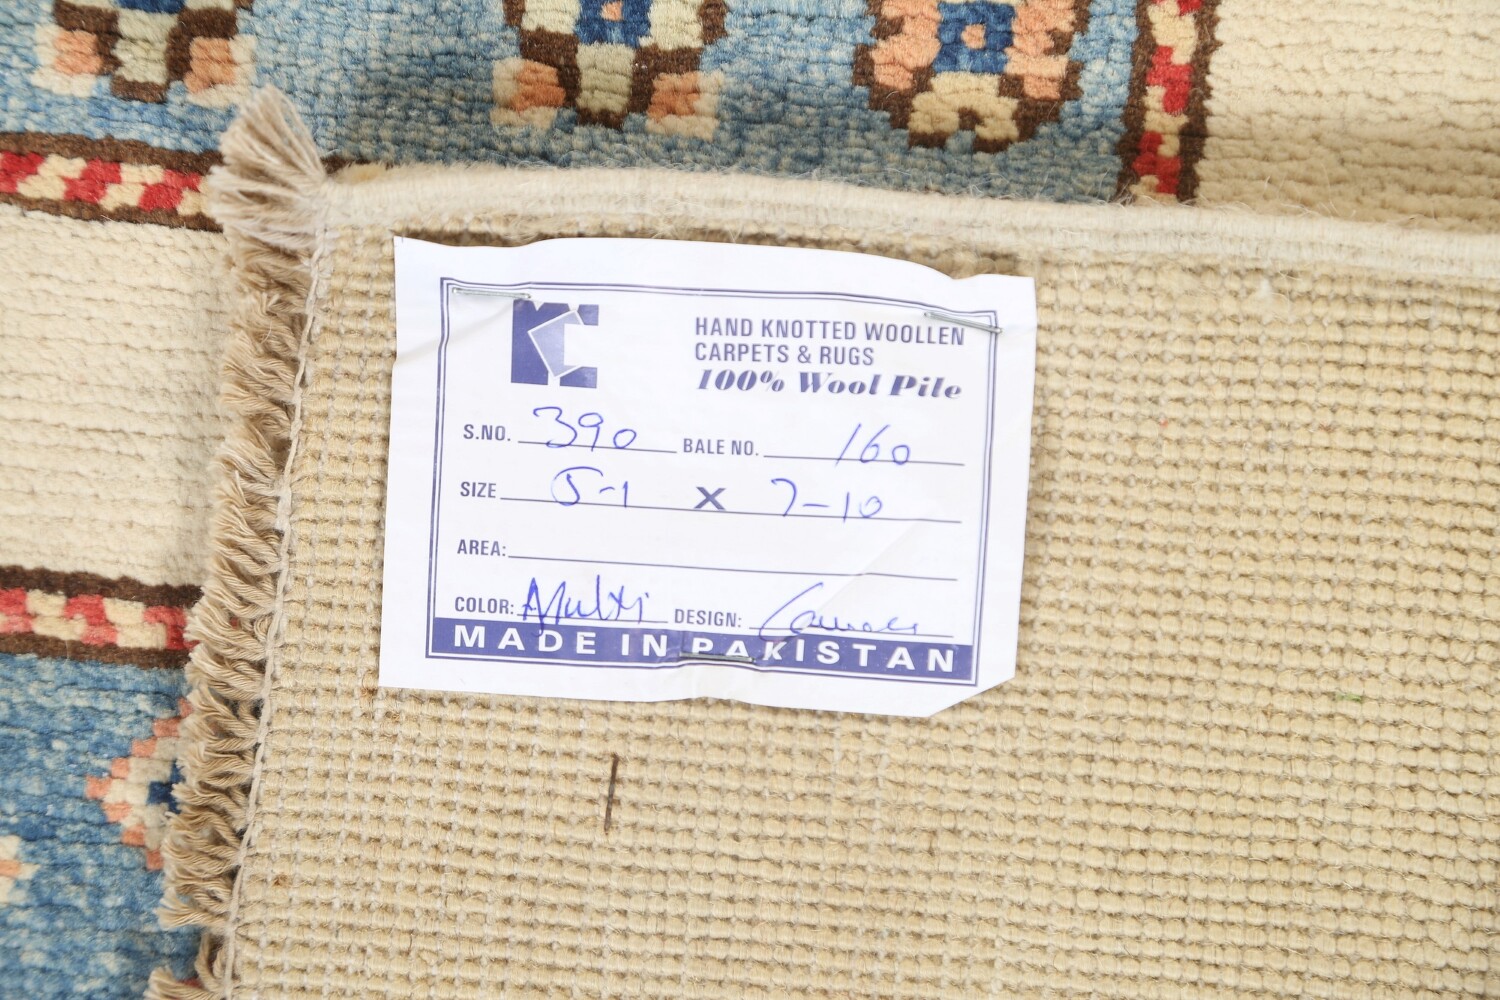 HAND KNOTTED WOOLLEN
CARPETS & RUGS
100% Wool Pile
S.NO. 390 BALE NO. 160
SIZE 5-1 X 7-10
AREA:
COLOR: Multi DESIGN:
MADE IN PAKISTAN